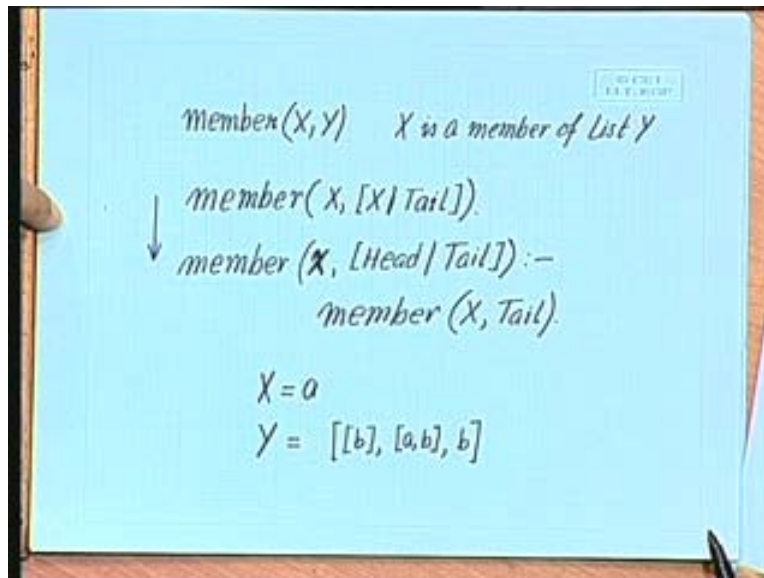 member(X, Y) X is a member of List Y
member(X, [X | Tail]).
member(X, [Head | Tail]) :-
member(X, Tail).
X = a
Y = [[b], [a,b], b]